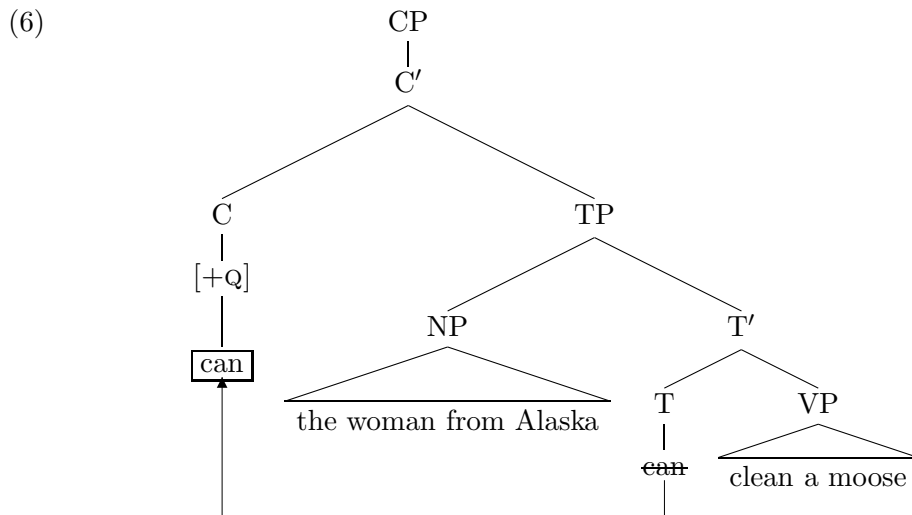 (6)
CP
C′
C TP
[+Q]
NP T′
can
T VP
the woman from Alaska
can
clean a moose